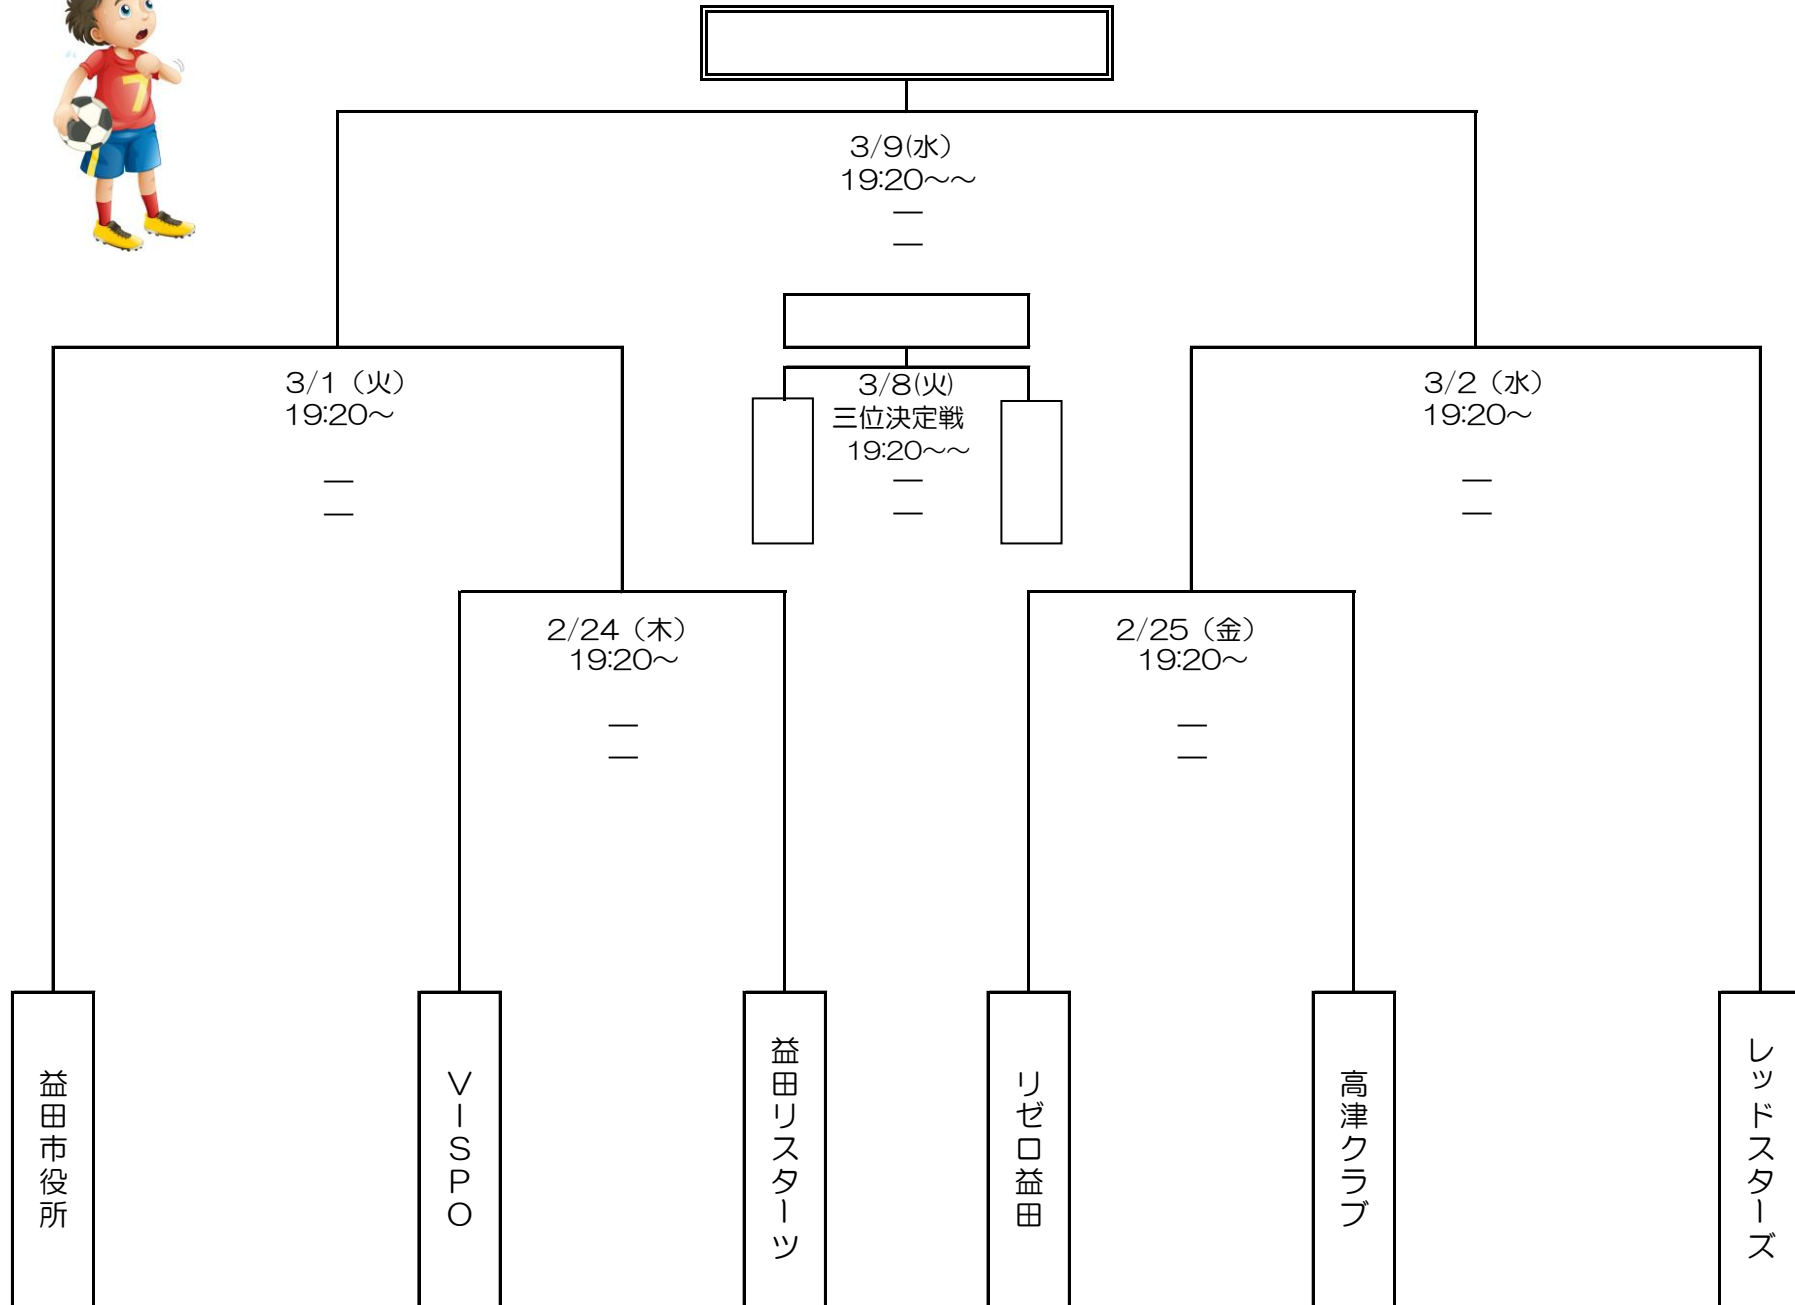 7
3/9(水)
19:20～～
―
―
3/1（火）
19:20～
―
―
3/8(火)
三位決定戦
19:20～～
―
―
3/2（水）
19:20～
―
―
2/24（木）
19:20～
―
―
2/25（金）
19:20～
―
―
益田市役所
VISPO
益田リスターツ
リゼロ益田
高津クラブ
レッドスターズ